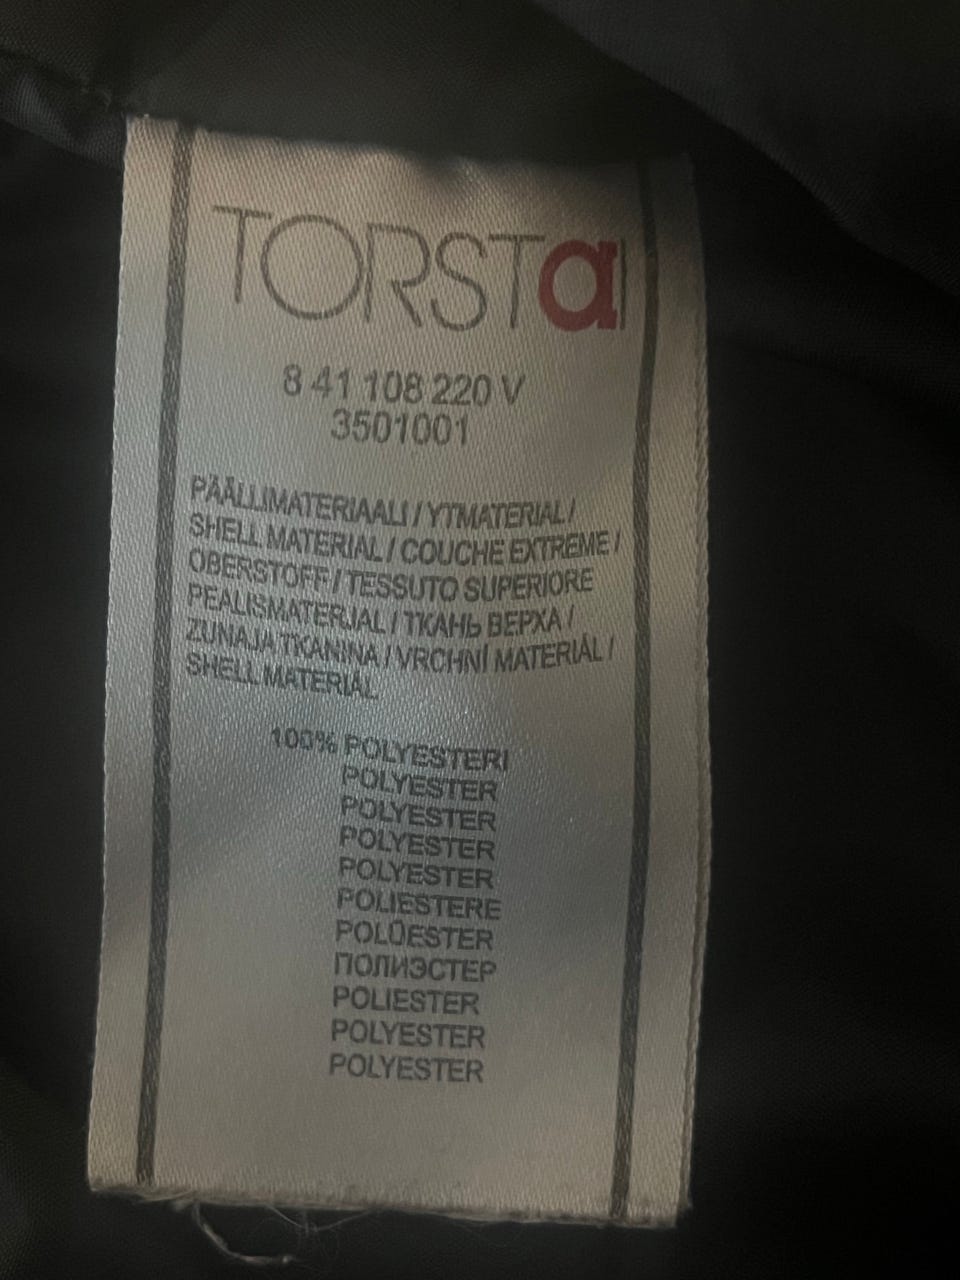 TORSTAI
8 41 108 220 V
3501001
PÄÄLLIMATERIAALI / YTMATERIAL /
SHELL MATERIAL / COUCHE EXTREME /
OBERSTOFF / TESSUTO SUPERIORE
PEALISMATERJAL / ТКАНЬ ВЕРХА /
ZUNAJA TKANINA / VRCHNÍ MATERIÁL /
SHELL MATERIAL
100% POLYESTERI
POLYESTER
POLYESTER
POLYESTER
POLYESTER
POLIESTERE
POLÜESTER
ПОЛИЭСТЕР
POLIESTER
POLYESTER
POLYESTER